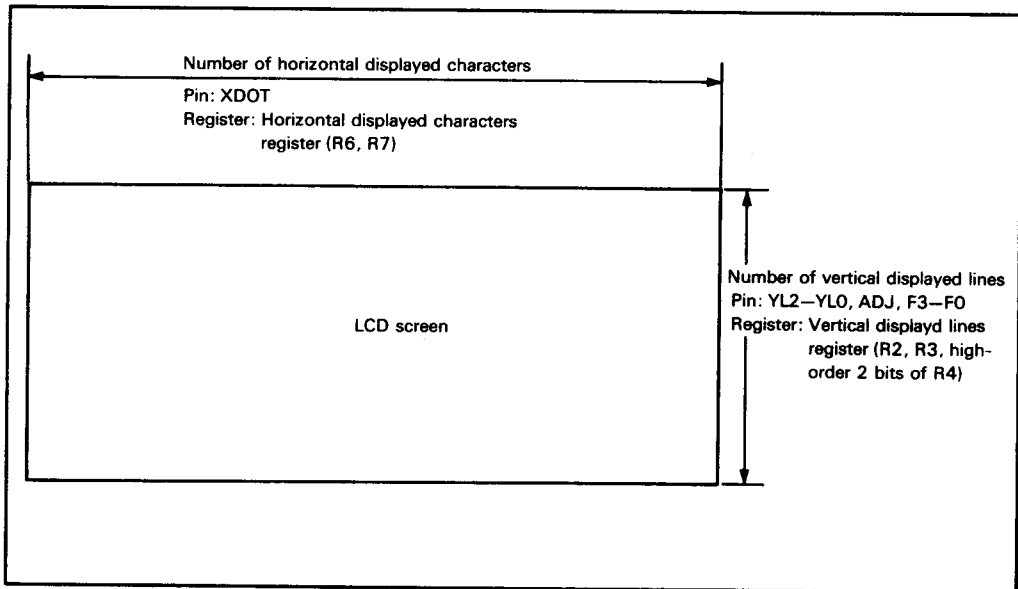 Number of horizontal displayed characters
Pin: XDOT
Register: Horizontal displayed characters
register (R6, R7)
LCD screen
Number of vertical displayed lines
Pin: YL2–YL0, ADJ, F3–F0
Register: Vertical displayd lines
register (R2, R3, high-
order 2 bits of R4)